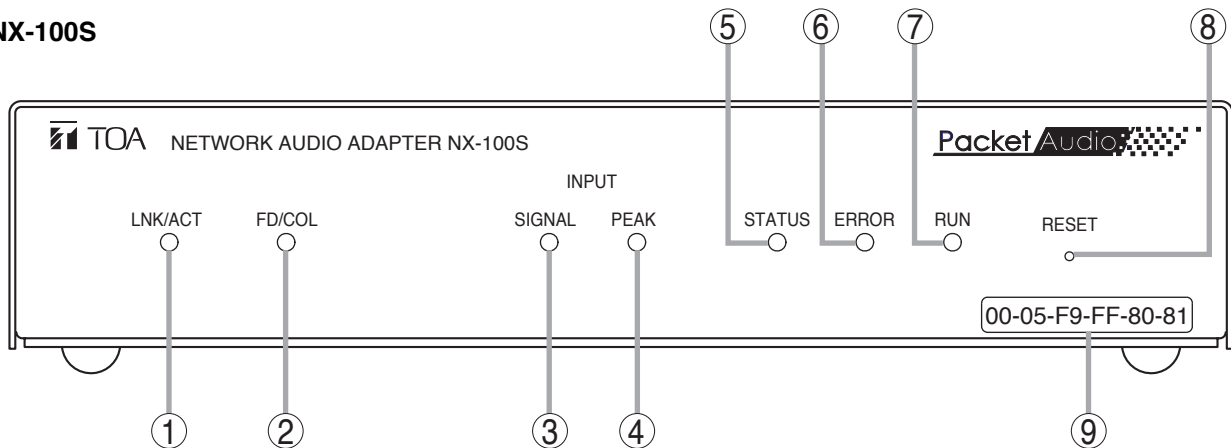 NX-100S
⑤ ⑥ ⑦ ⑧
TOA NETWORK AUDIO ADAPTER NX-100S
Packet Audio
INPUT
LNK/ACT FD/COL SIGNAL PEAK STATUS ERROR RUN RESET
00-05-F9-FF-80-81
① ② ③ ④ ⑨